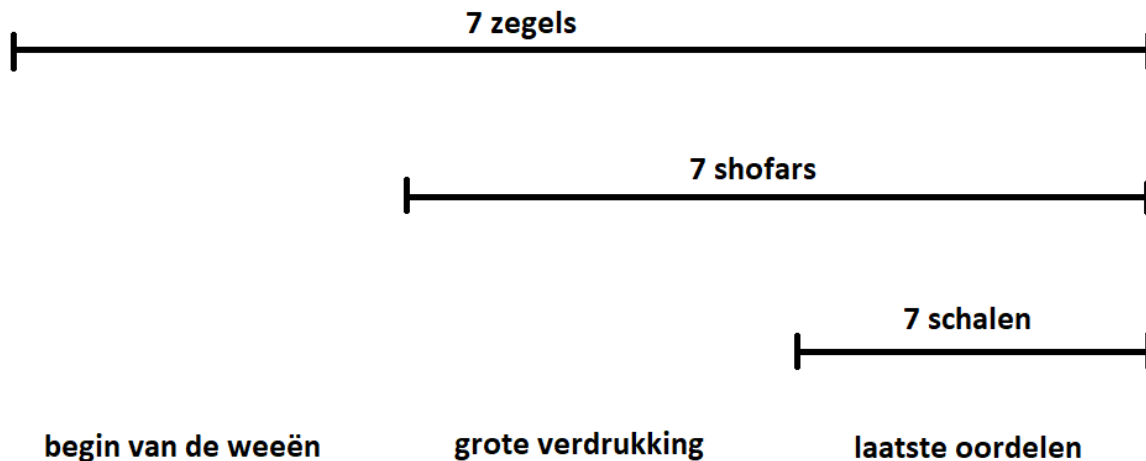 7 zegels
7 shofars
7 schalen
begin van de weeën
grote verdrukking
laatste oordelen